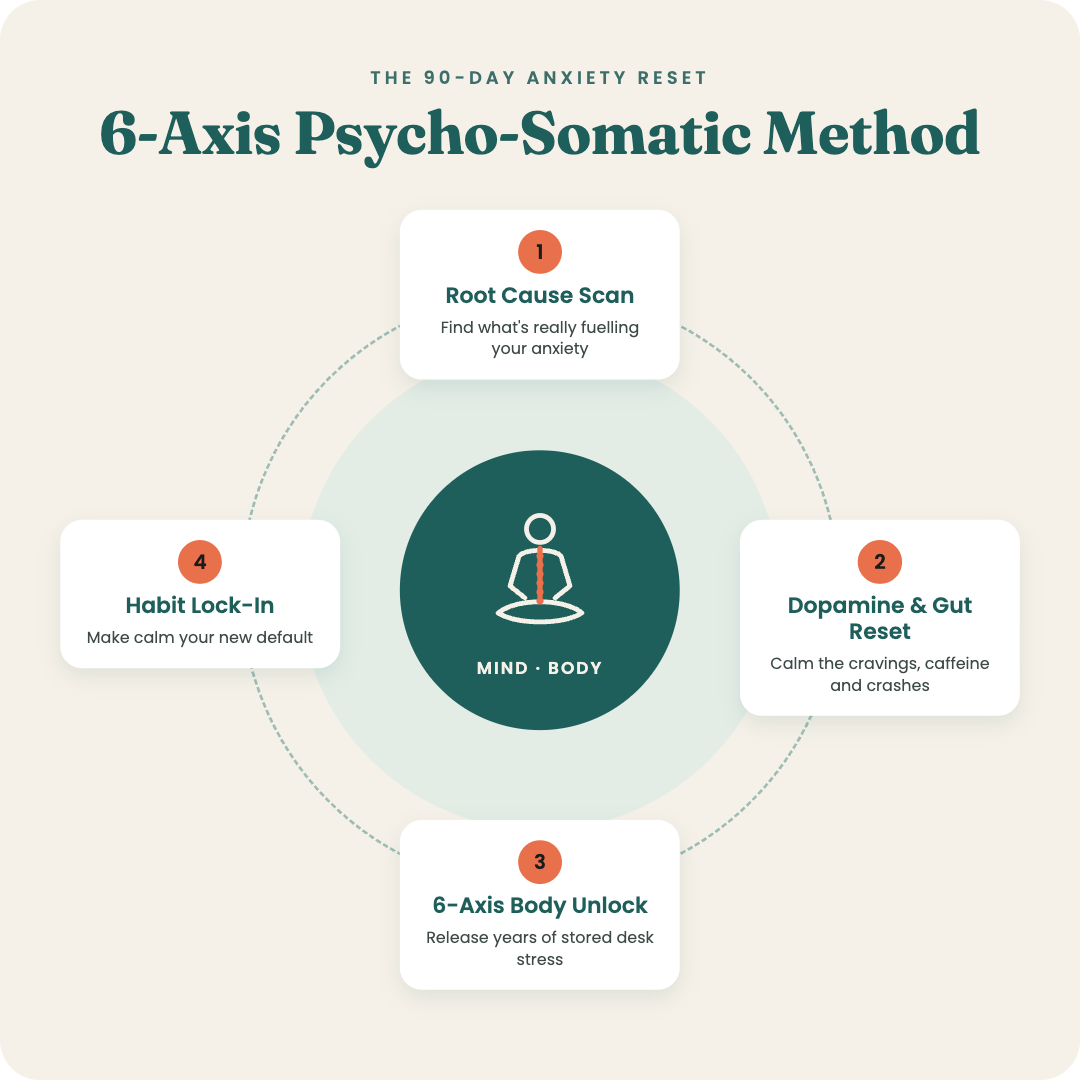 THE 90-DAY ANXIETY RESET
6-Axis Psycho-Somatic Method
1
Root Cause Scan
Find what's really fuelling
your anxiety
2
Dopamine & Gut
Reset
Calm the cravings, caffeine
and crashes
3
6-Axis Body Unlock
Release years of stored desk
stress
4
Habit Lock-In
Make calm your new default
MIND · BODY